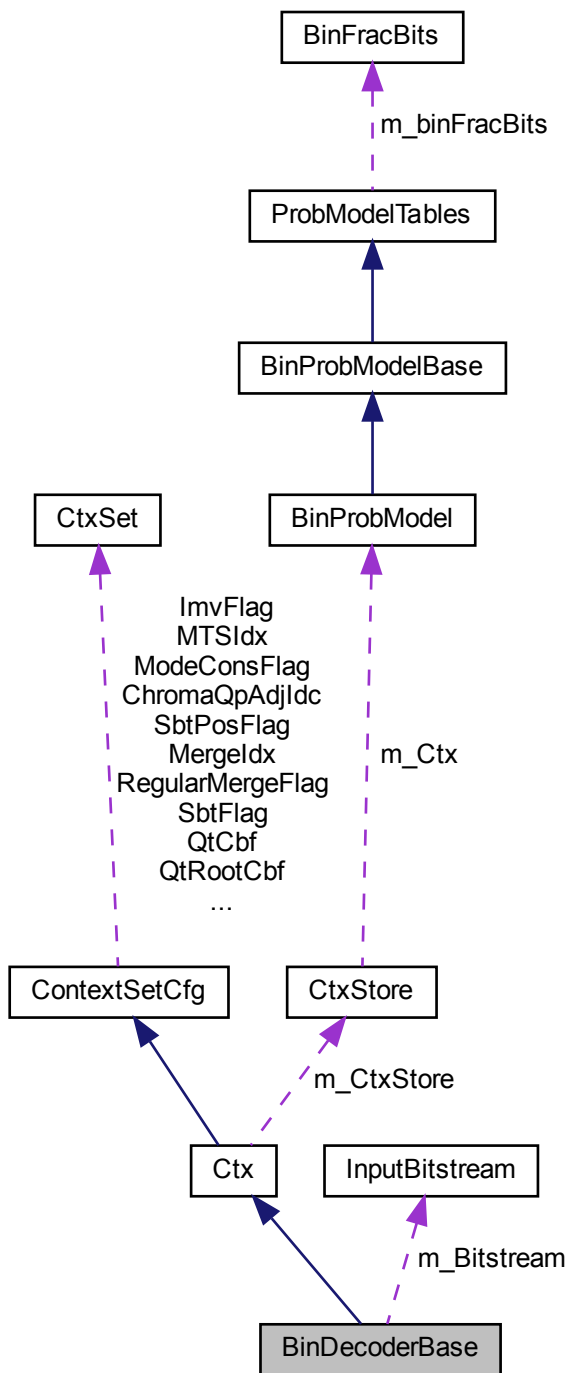 BinFracBits
m_binFracBits
ProbModelTables
BinProbModelBase
CtxSet
BinProbModel
ImvFlag
MTSIdx
ModeConsFlag
ChromaQpAdjIdc
SbtPosFlag
MergeIdx
RegularMergeFlag
SbtFlag
QtCbf
QtRootCbf
...
m_Ctx
ContextSetCfg
CtxStore
m_CtxStore
Ctx
InputBitstream
m_Bitstream
BinDecoderBase